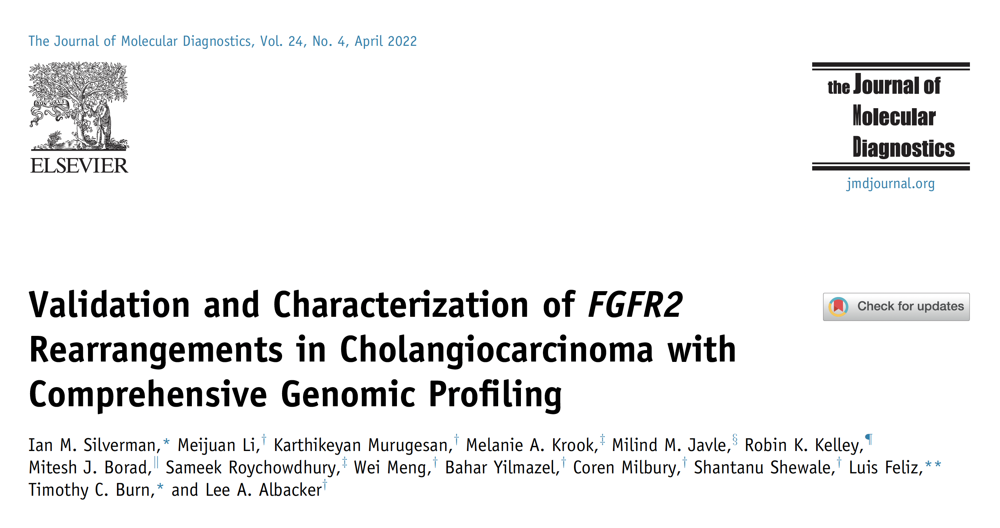 The Journal of Molecular Diagnostics, Vol. 24, No. 4, April 2022
NON SOLUS
ELSEVIER
the Journal of
Molecular
Diagnostics
jmdjournal.org
Validation and Characterization of FGFR2
Rearrangements in Cholangiocarcinoma with
Comprehensive Genomic Profiling
Check for updates
Ian M. Silverman,* Meijuan Li,† Karthikeyan Murugesan,† Melanie A. Krook,‡ Milind M. Javle,§ Robin K. Kelley,¶
Mitesh J. Borad,‖ Sameek Roychowdhury,‡ Wei Meng,† Bahar Yilmazel,† Coren Milbury,† Shantanu Shewale,† Luis Feliz,**
Timothy C. Burn,* and Lee A. Albacker†